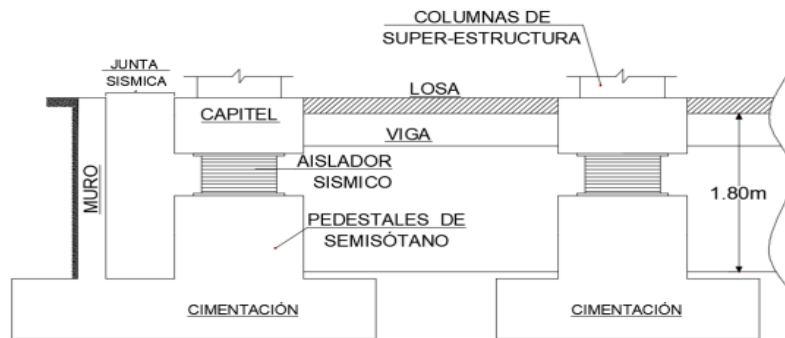 COLUMNAS DE
SUPER-ESTRUCTURA
JUNTA
SISMICA
LOSA
CAPITEL
VIGA
AISLADOR
SISMICO
MURO
1.80m
PEDESTALES DE
SEMISÓTANO
CIMENTACIÓN
CIMENTACIÓN